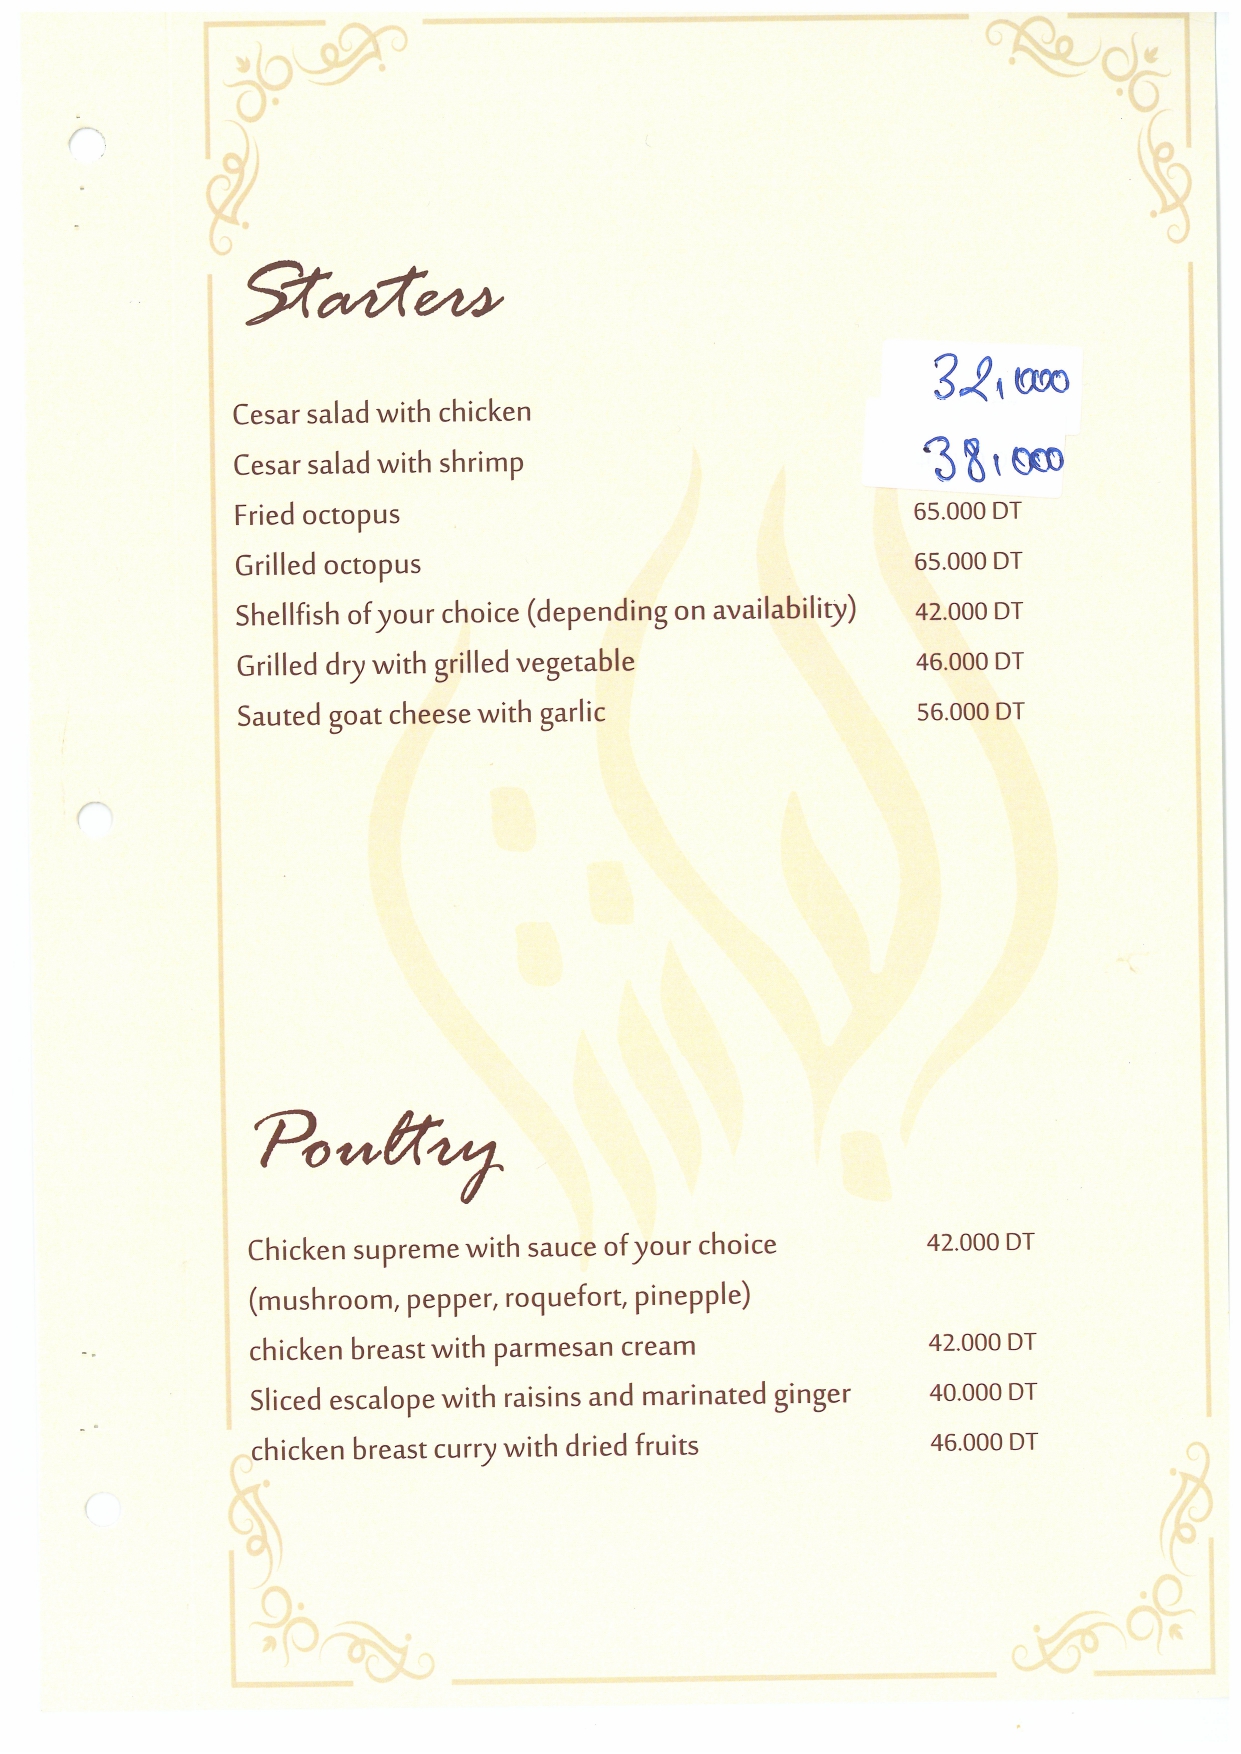 Starters
Cesar salad with chicken 32,000
Cesar salad with shrimp 38,000
Fried octopus 65.000 DT
Grilled octopus 65.000 DT
Shellfish of your choice (depending on availability) 42.000 DT
Grilled dry with grilled vegetable 46.000 DT
Sauted goat cheese with garlic 56.000 DT
Poultry
Chicken supreme with sauce of your choice 42.000 DT
(mushroom, pepper, roquefort, pinepple)
chicken breast with parmesan cream 42.000 DT
Sliced escalope with raisins and marinated ginger 40.000 DT
chicken breast curry with dried fruits 46.000 DT